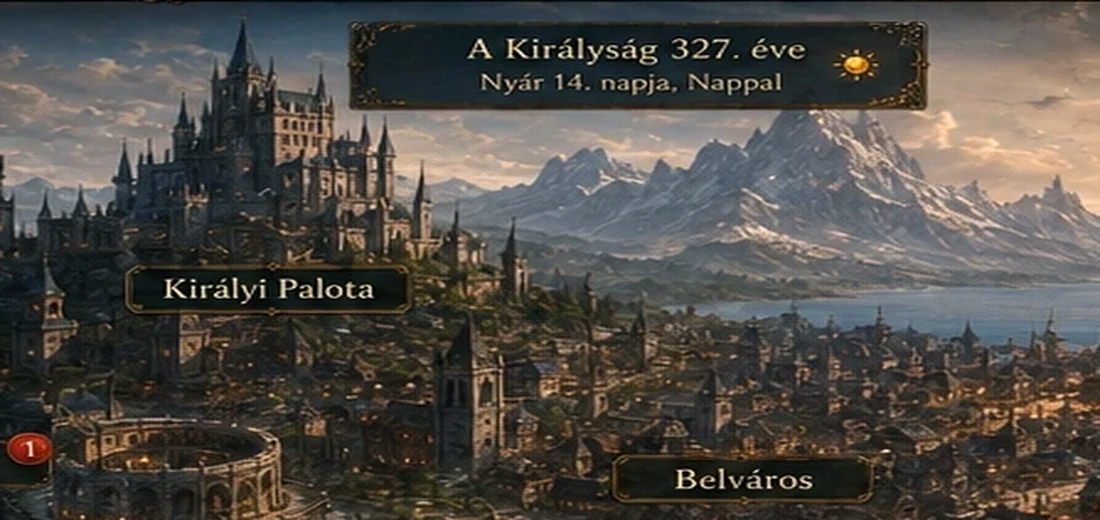 A Királyság 327. éve
Nyár 14. napja, Nappal
Királyi Palota
1
Belváros